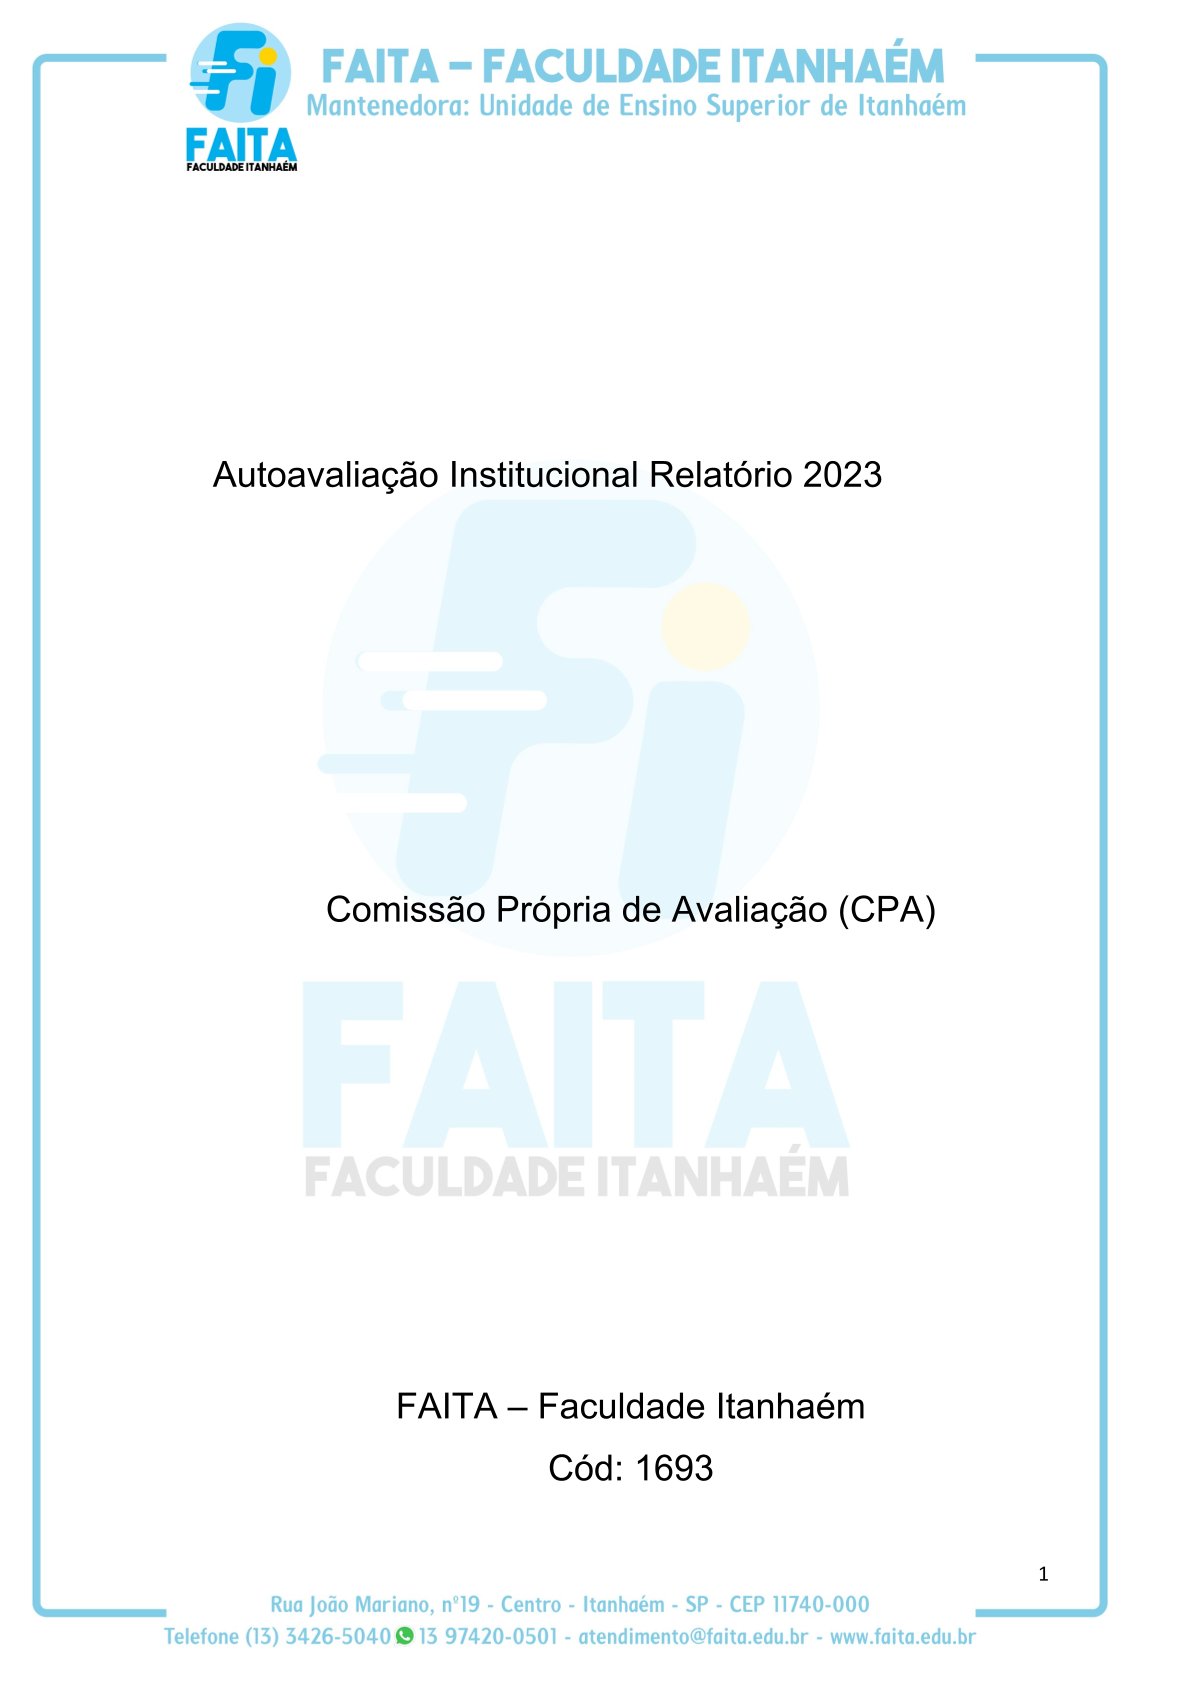 FAITA – FACULDADE ITANHAÉM
Mantenedora: Unidade de Ensino Superior de Itanhaém
Fi
FAITA
FACULDADE ITANHAÉM
Autoavaliação Institucional Relatório 2023
Fi
Comissão Própria de Avaliação (CPA)
FAITA
FACULDADE ITANHAÉM
FAITA – Faculdade Itanhaém
Cód: 1693
1
Rua João Mariano, nº19 - Centro - Itanhaém - SP - CEP 11740-000
Telefone (13) 3426-5040 13 97420-0501 - atendimento@faita.edu.br - www.faita.edu.br